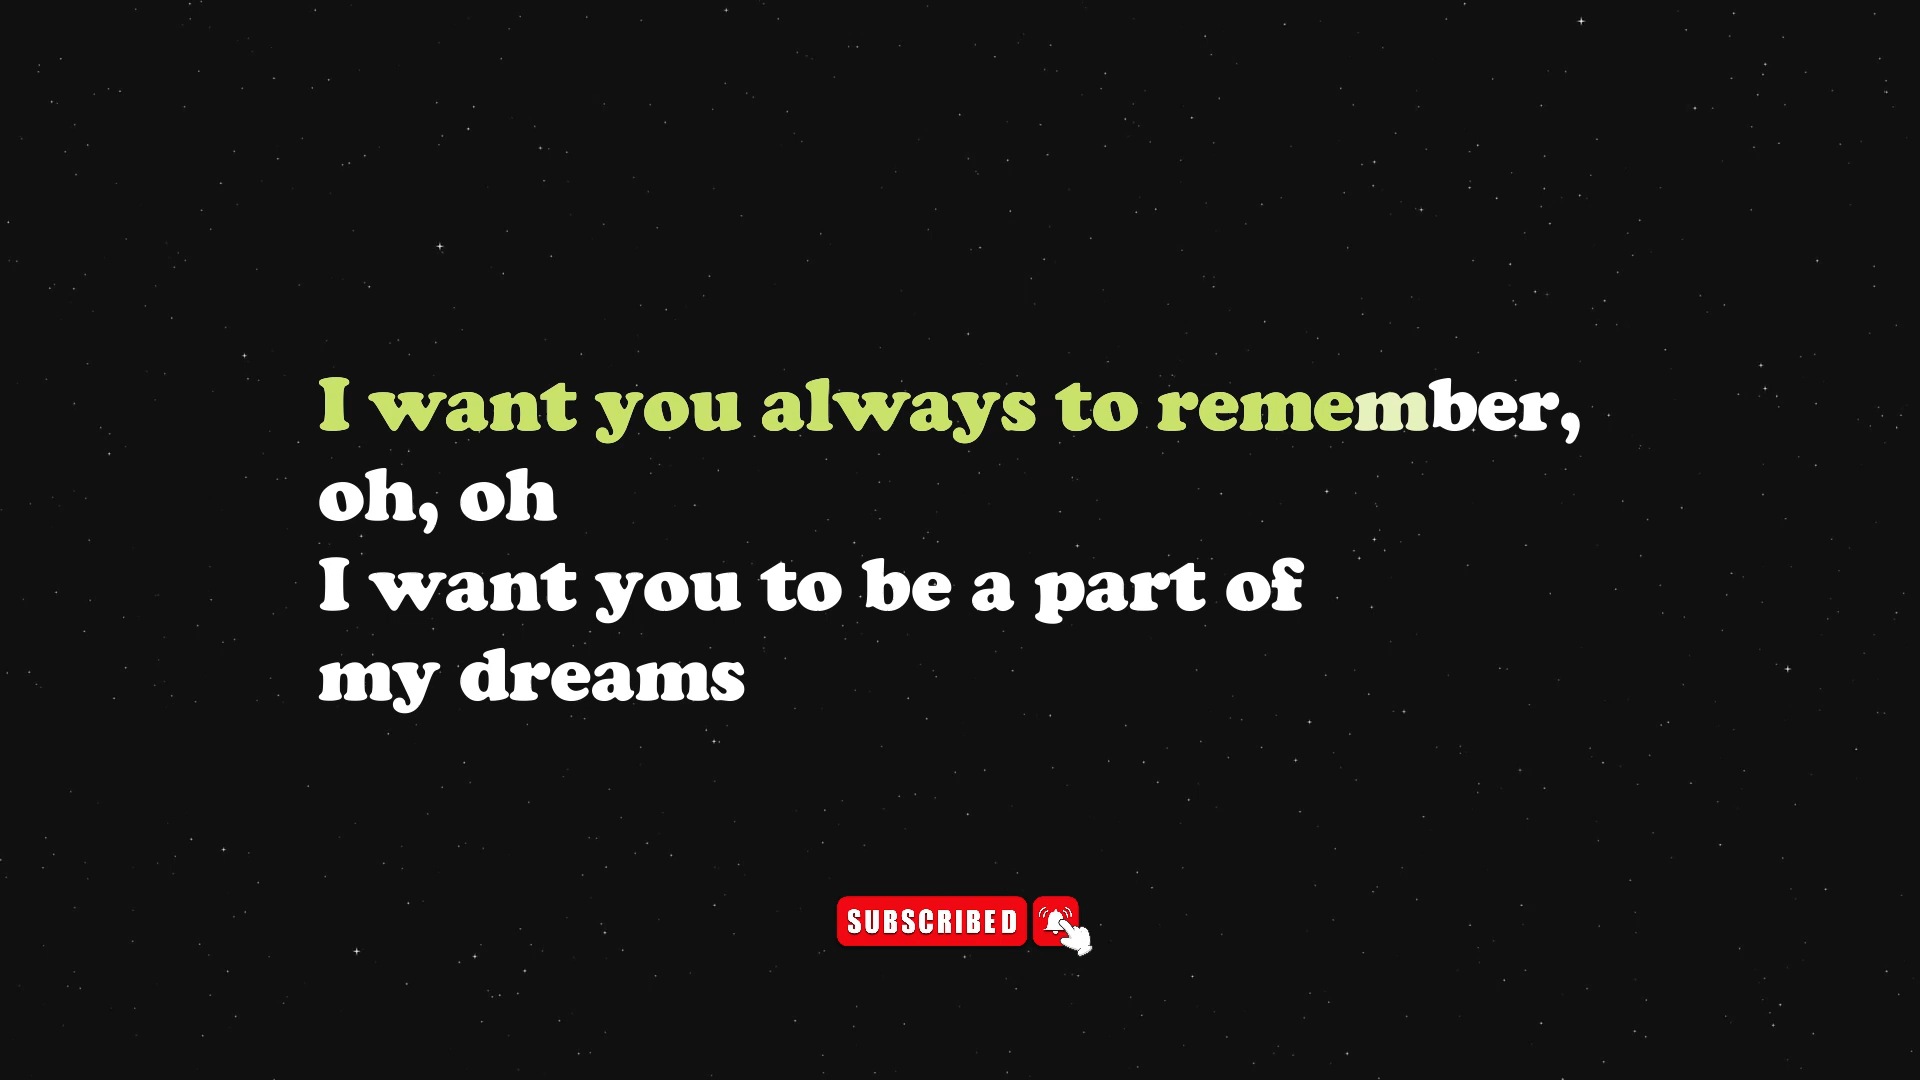 I want you always to remember,
oh, oh
I want you to be a part of
my dreams
SUBSCRIBED